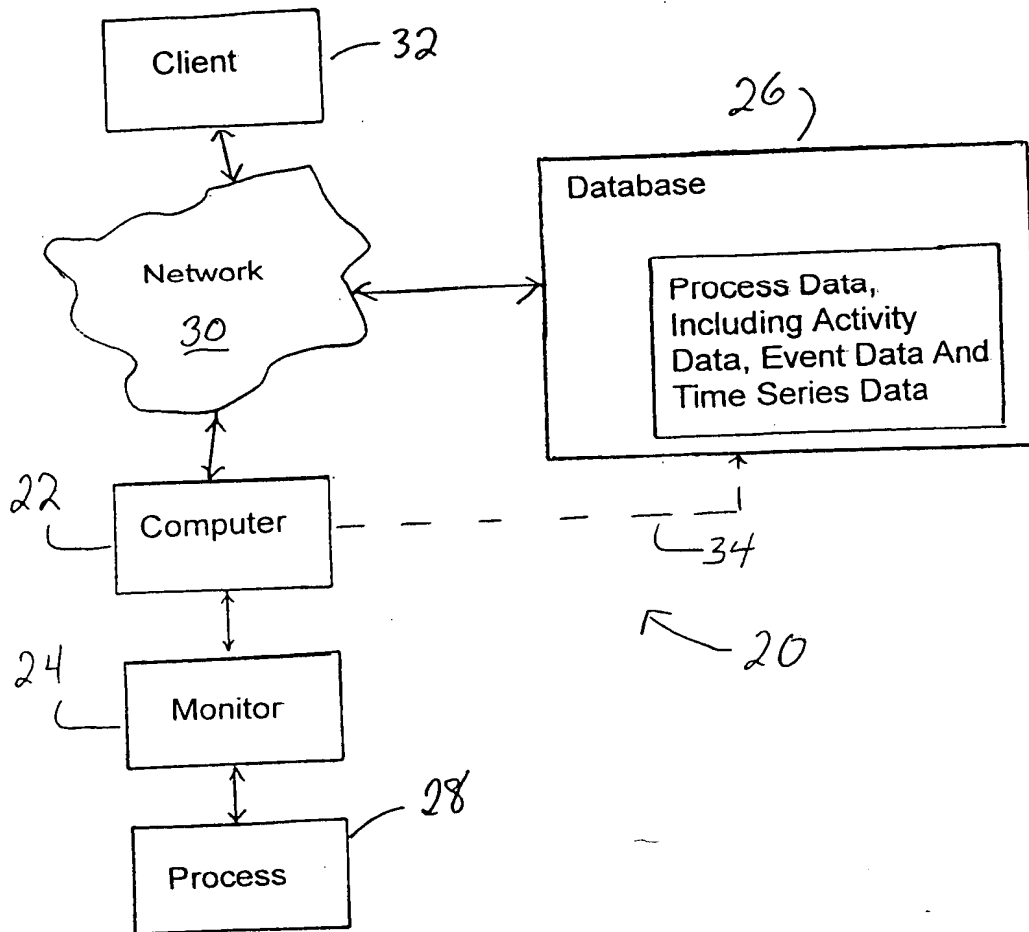 Client
32
26
Database
Network
30
Process Data,
Including Activity
Data, Event Data And
Time Series Data
22
Computer
34
20
24
Monitor
28
Process